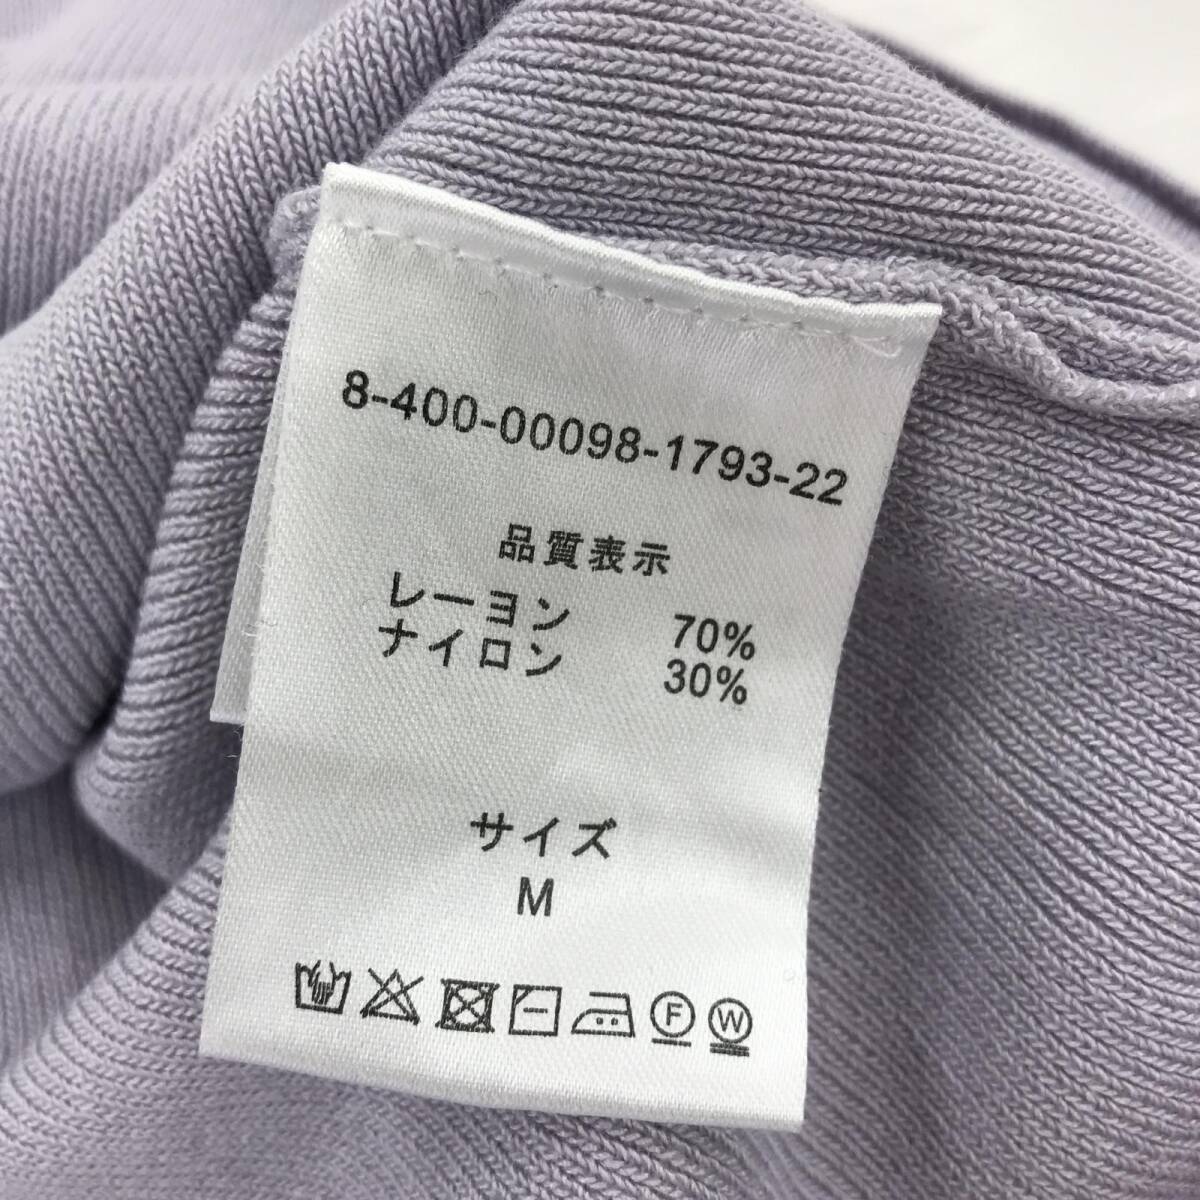 8-400-00098-1793-22
品質表示
レーヨン 70%
ナイロン 30%
サイズ
M
F W